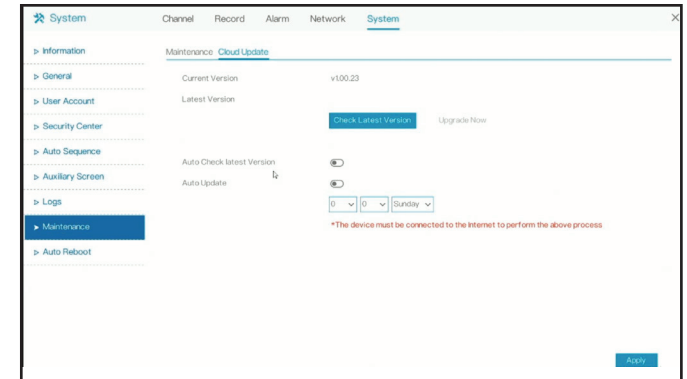 System
Channel Record Alarm Network System
Information
General
User Account
Security Center
Auto Sequence
Auxiliary Screen
Logs
Maintenance
Auto Reboot
Maintenance Cloud Update
Current Version v1.00.23
Latest Version
Check Latest Version Upgrade Now
Auto Check latest Version
Auto Update
0 0 Sunday
*The device must be connected to the Internet to perform the above process
Apply